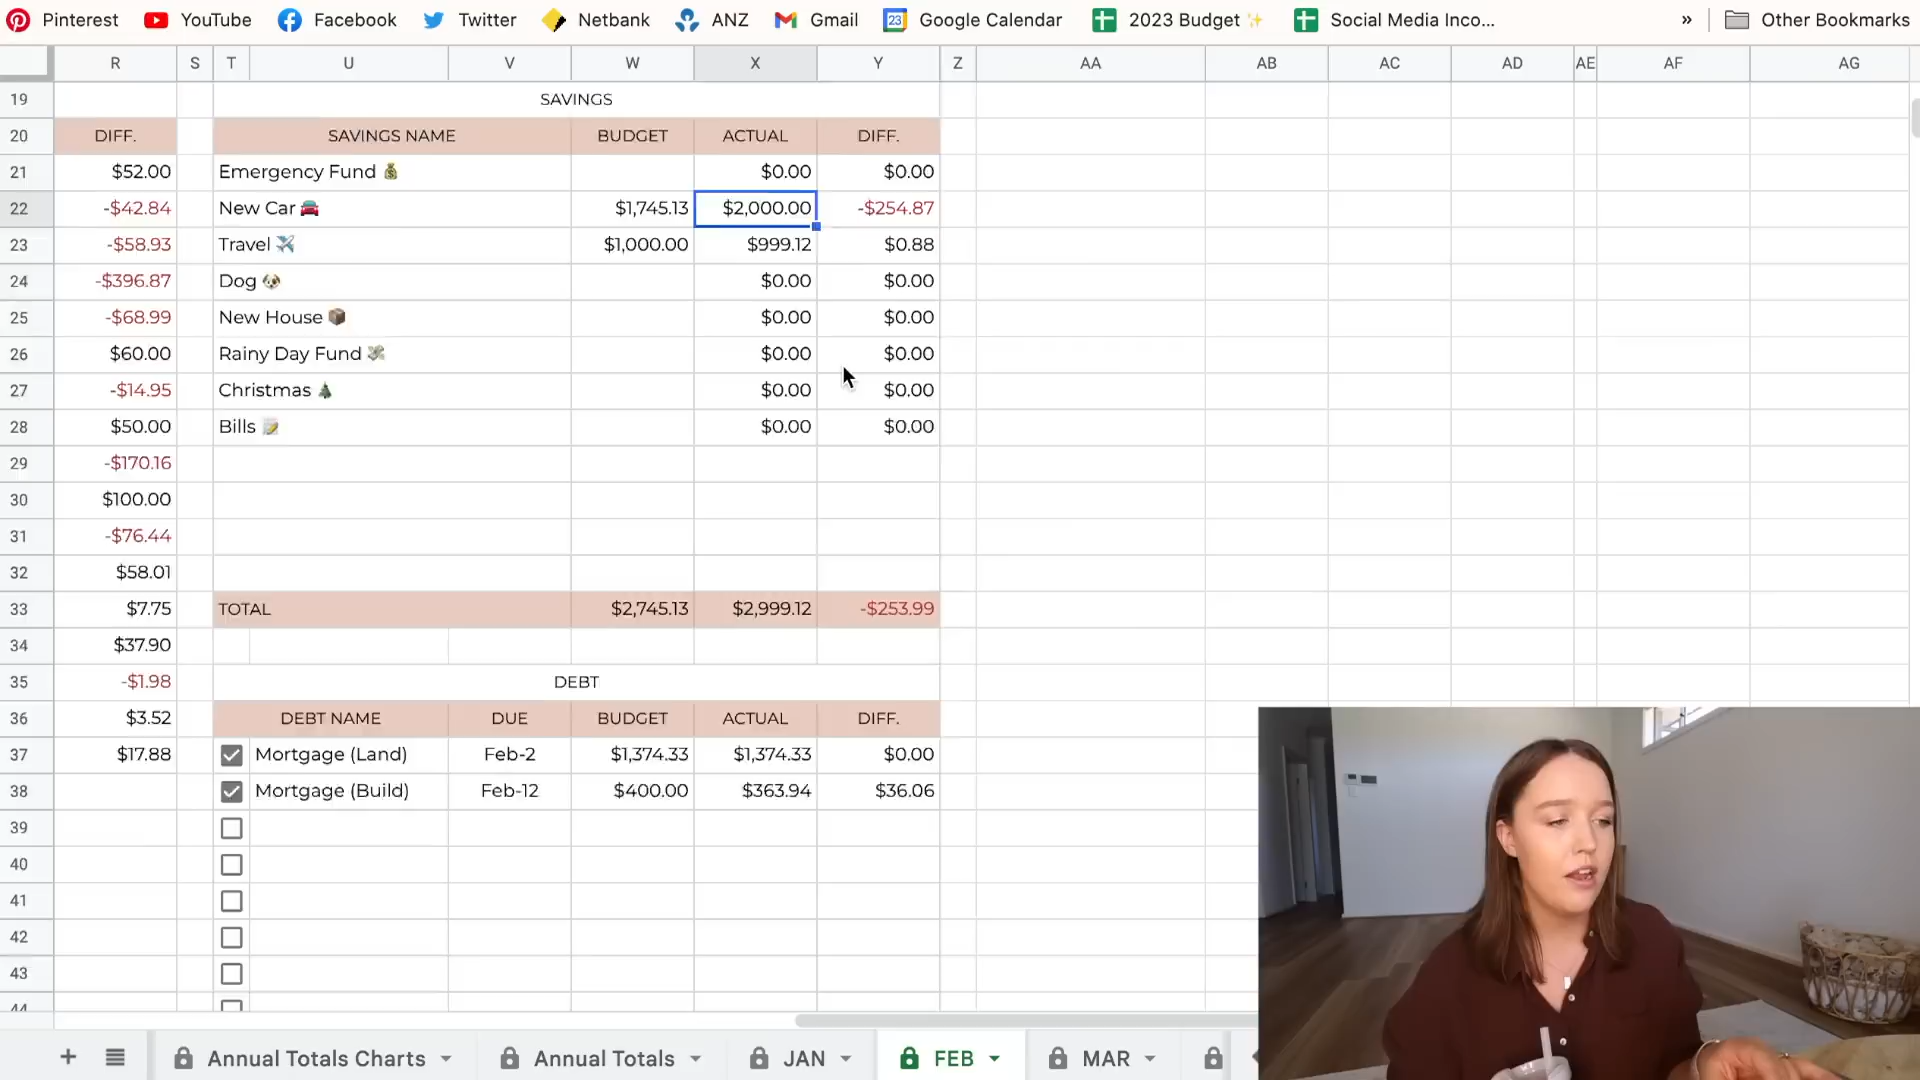 Pinterest YouTube Facebook Twitter Netbank ANZ Gmail 23 Google Calendar 2023 Budget ✨ Social Media Inco... » Other Bookmarks
R S T U V W X Y Z AA AB AC AD AE AF AG
19 SAVINGS
20 DIFF. SAVINGS NAME BUDGET ACTUAL DIFF.
21 $52.00 Emergency Fund 💰 $0.00 $0.00
22 -$42.84 New Car 🚘 $1,745.13 $2,000.00 -$254.87
23 -$58.93 Travel ✈️ $1,000.00 $999.12 $0.88
24 -$396.87 Dog 🐶 $0.00 $0.00
25 -$68.99 New House 📦 $0.00 $0.00
26 $60.00 Rainy Day Fund 💸 $0.00 $0.00
27 -$14.95 Christmas 🎄 $0.00 $0.00
28 $50.00 Bills 📝 $0.00 $0.00
29 -$170.16
30 $100.00
31 -$76.44
32 $58.01
33 $7.75 TOTAL $2,745.13 $2,999.12 -$253.99
34 $37.90
35 -$1.98 DEBT
36 $3.52 DEBT NAME DUE BUDGET ACTUAL DIFF.
37 $17.88 Mortgage (Land) Feb-2 $1,374.33 $1,374.33 $0.00
38 Mortgage (Build) Feb-12 $400.00 $363.94 $36.06
39
40
41
42
43
44
Annual Totals Charts Annual Totals JAN FEB MAR